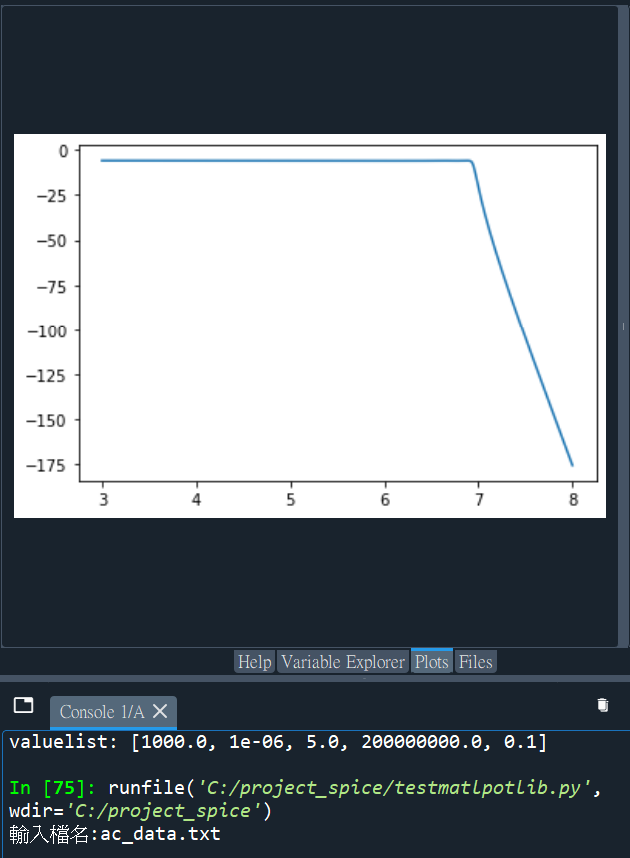 0
−25
−50
−75
−100
−125
−150
−175
3 4 5 6 7 8
Help Variable Explorer Plots Files
Console 1/A
valuelist: [1000.0, 1e-06, 5.0, 200000000.0, 0.1]
In [75]: runfile('C:/project_spice/testmatlpotlib.py',
wdir='C:/project_spice')
輸入檔名:ac_data.txt